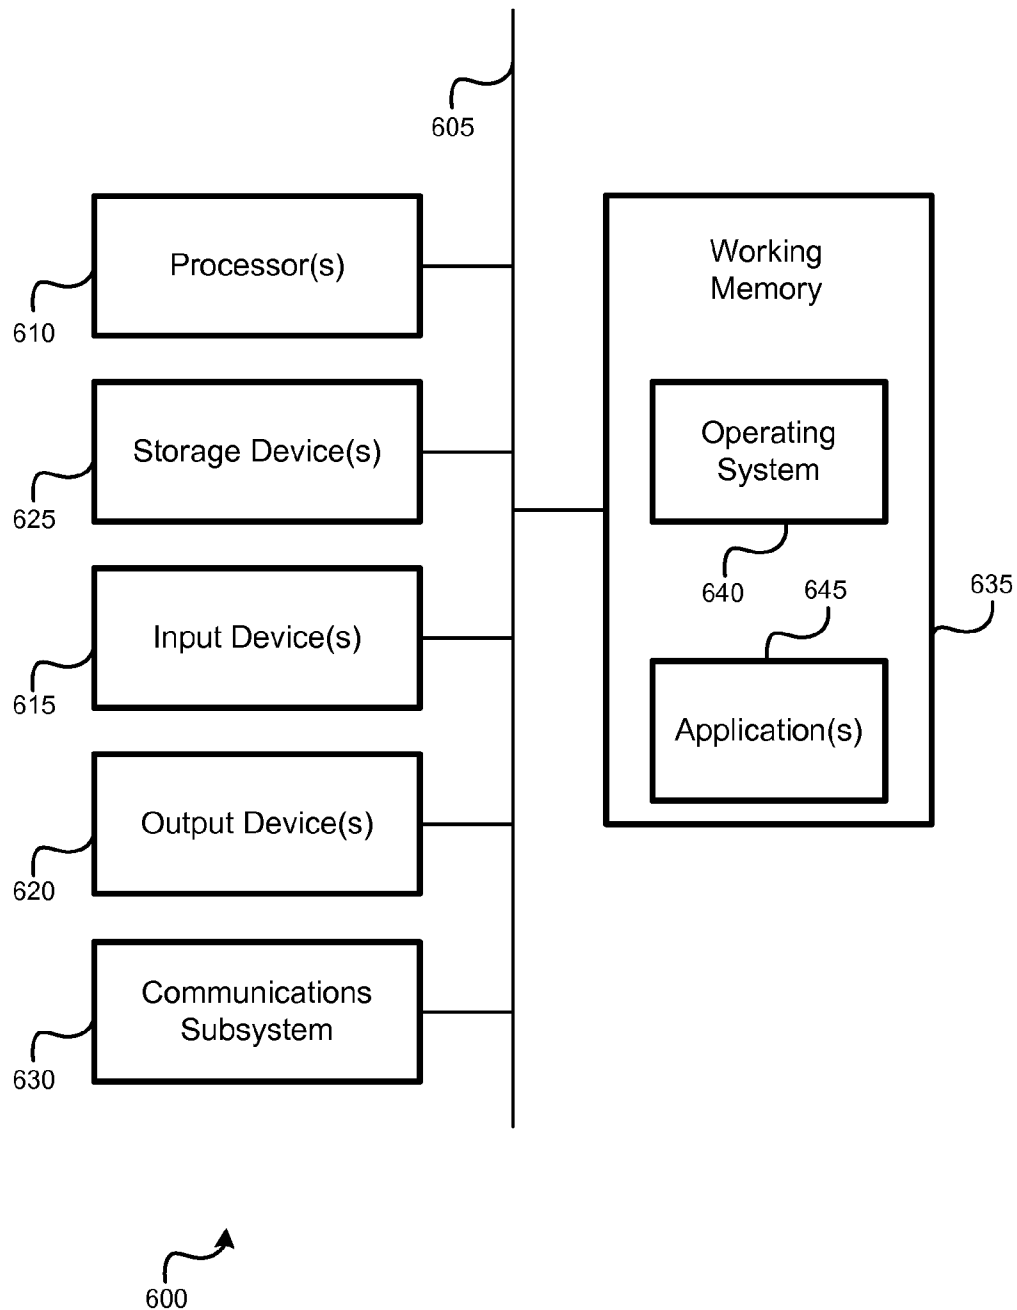 605
Processor(s)
610
Storage Device(s)
625
Input Device(s)
615
Output Device(s)
620
Communications
Subsystem
630
Working
Memory
Operating
System
640
645
635
Application(s)
600